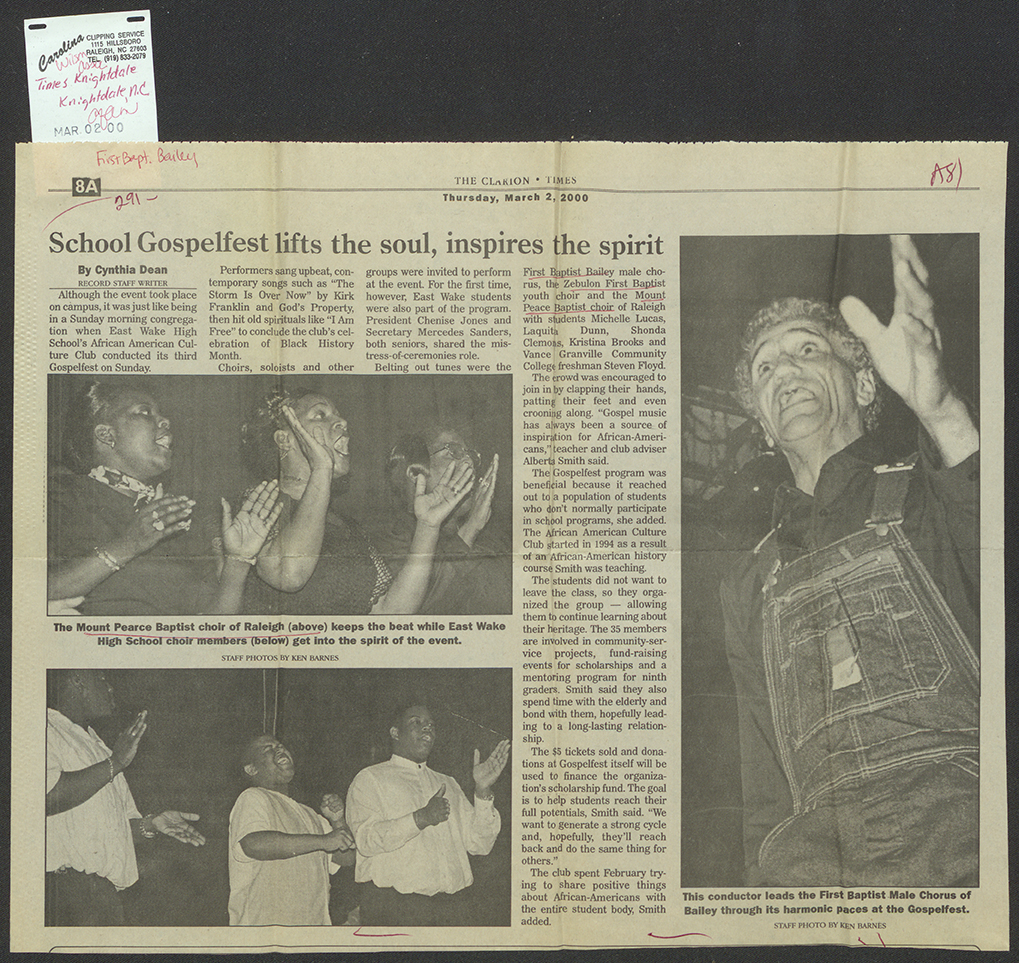 Carolina CLIPPING SERVICE
1115 HILLSBORO
RALEIGH, NC 27603
TEL. (919) 833-2079
Times Knightdale
Knightdale, N.C
MAR. 02 00
First Bapt. Bailey
8A
291-
THE CLARION • TIMES
Thursday, March 2, 2000
A8)
School Gospelfest lifts the soul, inspires the spirit
By Cynthia Dean
RECORD STAFF WRITER
Although the event took place
on campus, it was just like being
in a Sunday morning congrega-
tion when East Wake High
School's African American Cul-
ture Club conducted its third
Gospelfest on Sunday.
Performers sang upbeat, con-
temporary songs such as "The
Storm Is Over Now" by Kirk
Franklin and God's Property,
then hit old spirituals like "I Am
Free" to conclude the club's cel-
ebration of Black History
Month.
Choirs, soloists and other
groups were invited to perform
at the event. For the first time,
however, East Wake students
were also part of the program.
President Chenise Jones and
Secretary Mercedes Sanders,
both seniors, shared the mis-
tress-of-ceremonies role.
Belting out tunes were the
First Baptist Bailey male cho-
rus, the Zebulon First Baptist
youth choir and the Mount
Peace Baptist choir of Raleigh
with students Michelle Lucas,
Laquita Dunn, Shonda
Clemons, Kristina Brooks and
Vance Granville Community
College freshman Steven Floyd.
The crowd was encouraged to
join in by clapping their hands,
patting their feet and even
crooning along. "Gospel music
has always been a source of
inspiration for African-Ameri-
cans," teacher and club adviser
Alberta Smith said.
The Gospelfest program was
beneficial because it reached
out to a population of students
who don't normally participate
in school programs, she added.
The African American Culture
Club started in 1994 as a result
of an African-American history
course Smith was teaching.
The students did not want to
leave the class, so they orga-
nized the group — allowing
them to continue learning about
their heritage. The 35 members
are involved in community-ser-
vice projects, fund-raising
events for scholarships and a
mentoring program for ninth
graders. Smith said they also
spend time with the elderly and
bond with them, hopefully lead-
ing to a long-lasting relation-
ship.
The $5 tickets sold and dona-
tions at Gospelfest itself will be
used to finance the organiza-
tion's scholarship fund. The goal
is to help students reach their
full potentials, Smith said. "We
want to generate a strong cycle
and, hopefully, they'll reach
back and do the same thing for
others."
The club spent February try-
ing to share positive things
about African-Americans with
the entire student body, Smith
added.
The Mount Pearce Baptist choir of Raleigh (above) keeps the beat while East Wake
High School choir members (below) get into the spirit of the event.
STAFF PHOTOS BY KEN BARNES
This conductor leads the First Baptist Male Chorus of
Bailey through its harmonic paces at the Gospelfest.
STAFF PHOTO BY KEN BARNES